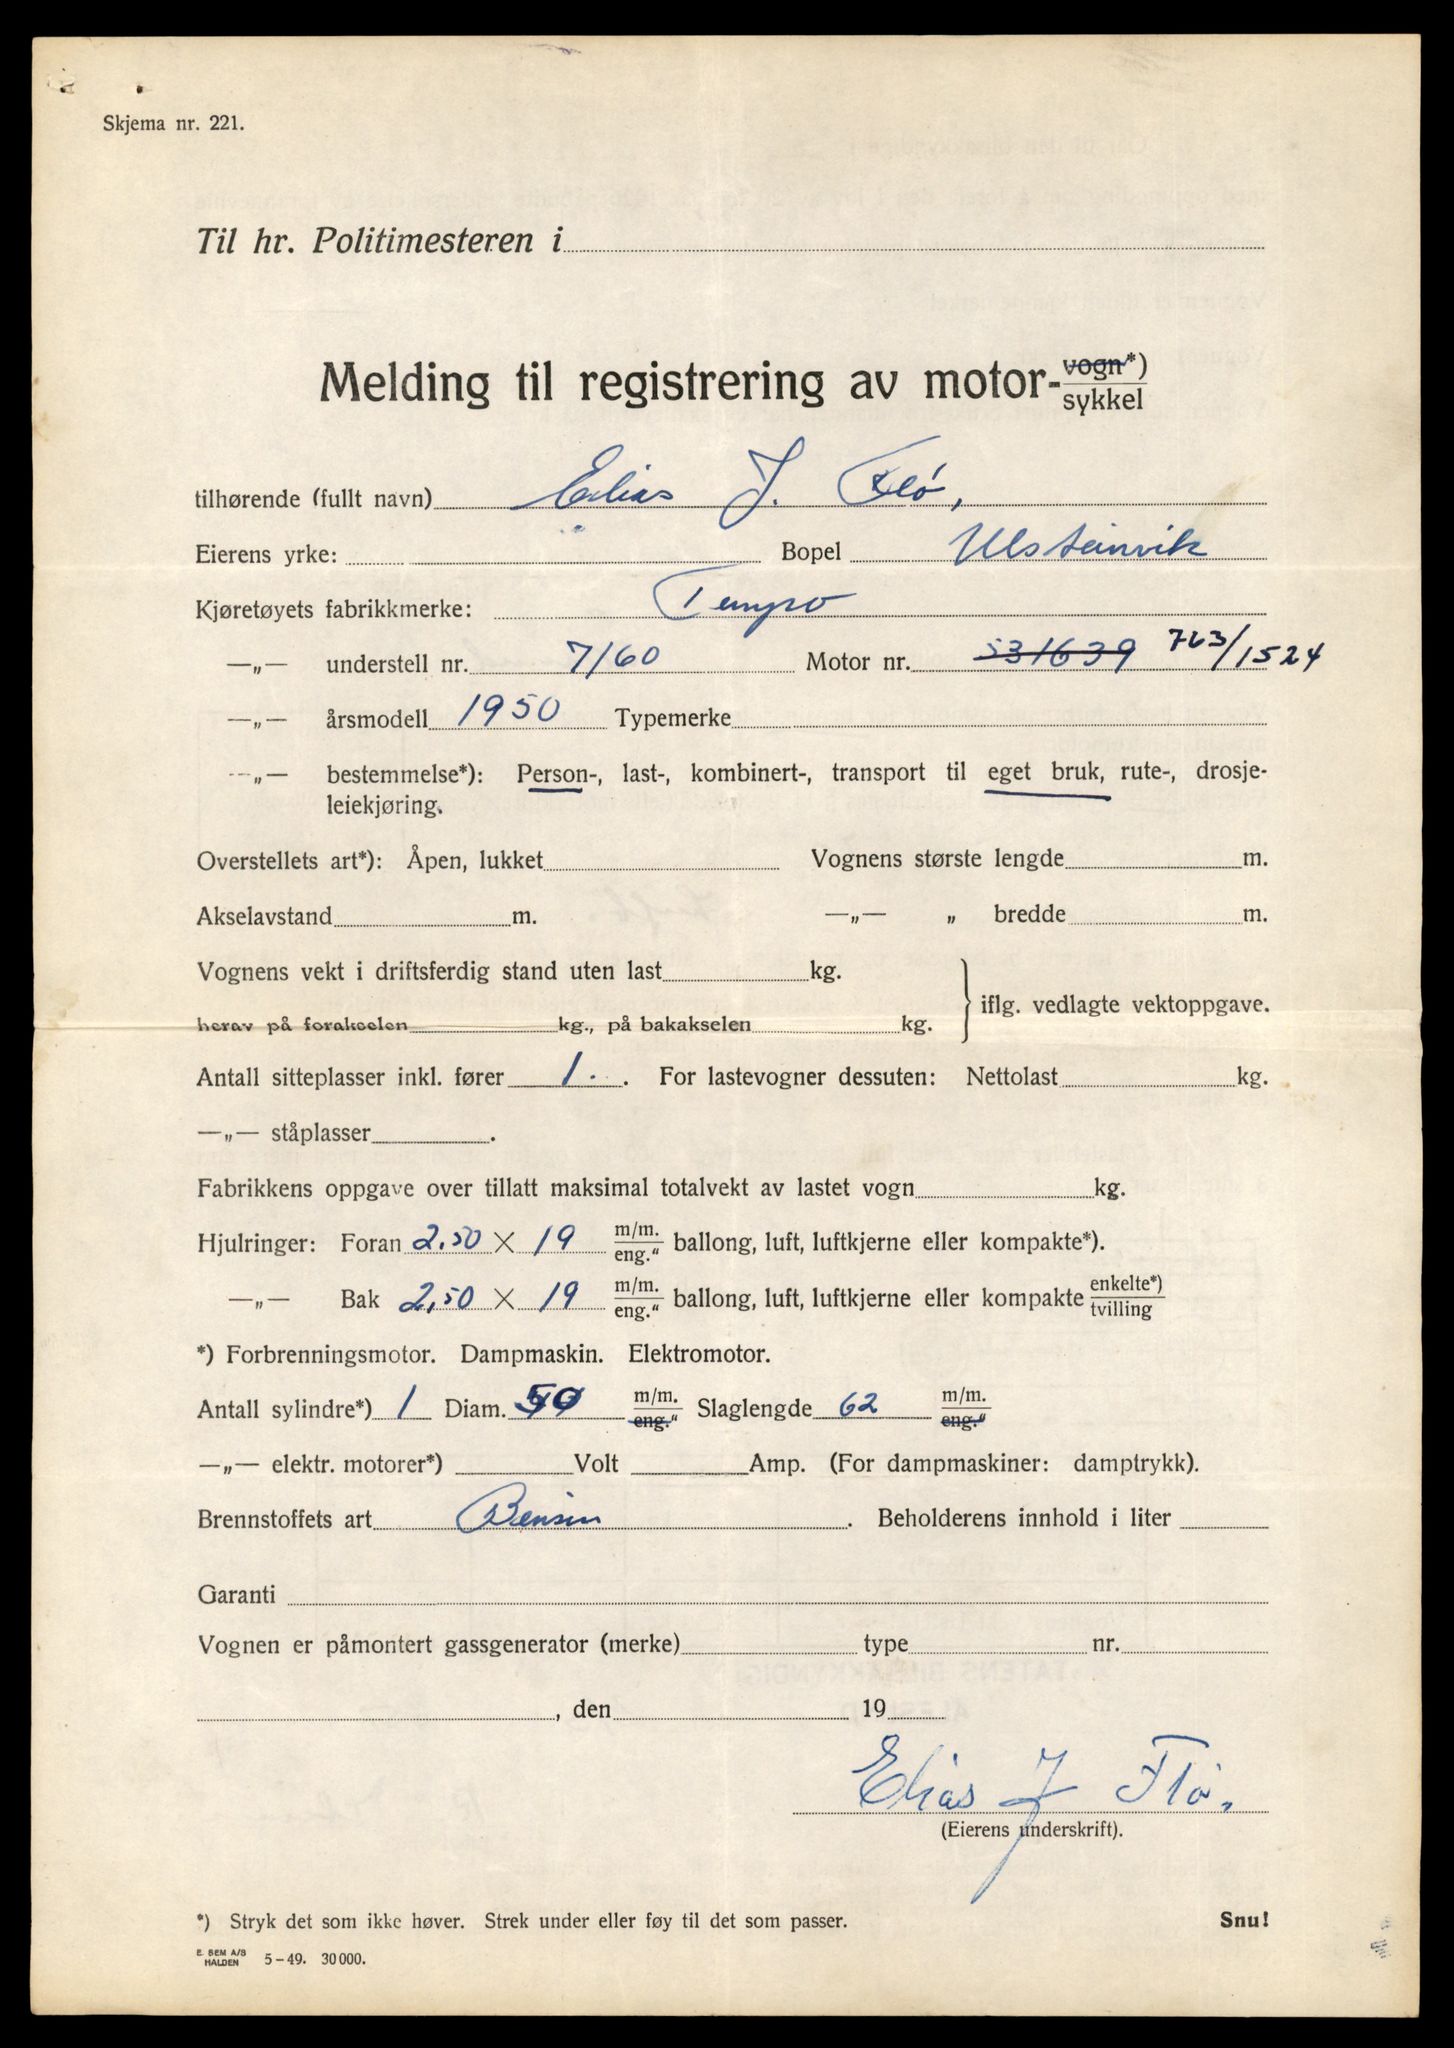 Skjema nr. 221.
Til hr. Politimesteren i
Melding til registrering av motor-vogn*)
sykkel
tilhørende (fullt navn) Elias J. Flø,
Eierens yrke: Bopel Ulsteinvik
Kjøretøyets fabrikkmerke: Tempo
—„— understell nr. 7160 Motor nr. 531639 763/1524
—„— årsmodell 1950 Typemerke
—„— bestemmelse*): Person-, last-, kombinert-, transport til eget bruk, rute-, drosje-
leiekjøring.
Overstellets art*): Åpen, lukket Vognens største lengde m.
Akselavstand m. —„— „ bredde m.
Vognens vekt i driftsferdig stand uten last kg.
herav på forakselen kg., på bakakselen kg. } iflg. vedlagte vektoppgave.
Antall sitteplasser inkl. fører 1. . For lastevogner dessuten: Nettolast kg.
—„— ståplasser .
Fabrikkens oppgave over tillatt maksimal totalvekt av lastet vogn kg.
Hjulringer: Foran 2.50 X 19 m/m. eng.“ ballong, luft, luftkjerne eller kompakte*).
—„— Bak 2,50 X 19 m/m. eng.“ ballong, luft, luftkjerne eller kompakte enkelte*) tvilling
*) Forbrenningsmotor. Dampmaskin. Elektromotor.
Antall sylindre*) 1 Diam. 50 m/m. eng.“ Slaglengde 62 m/m. eng.“
—„— elektr. motorer*) Volt Amp. (For dampmaskiner: damptrykk).
Brennstoffets art Bensin . Beholderens innhold i liter
Garanti
Vognen er påmontert gassgenerator (merke) type nr.
, den 19
Elias J Flø.
(Eierens underskrift).
*) Stryk det som ikke høver. Strek under eller føy til det som passer. Snu!
E. SEM A/S
HALDEN 5–49. 30 000.